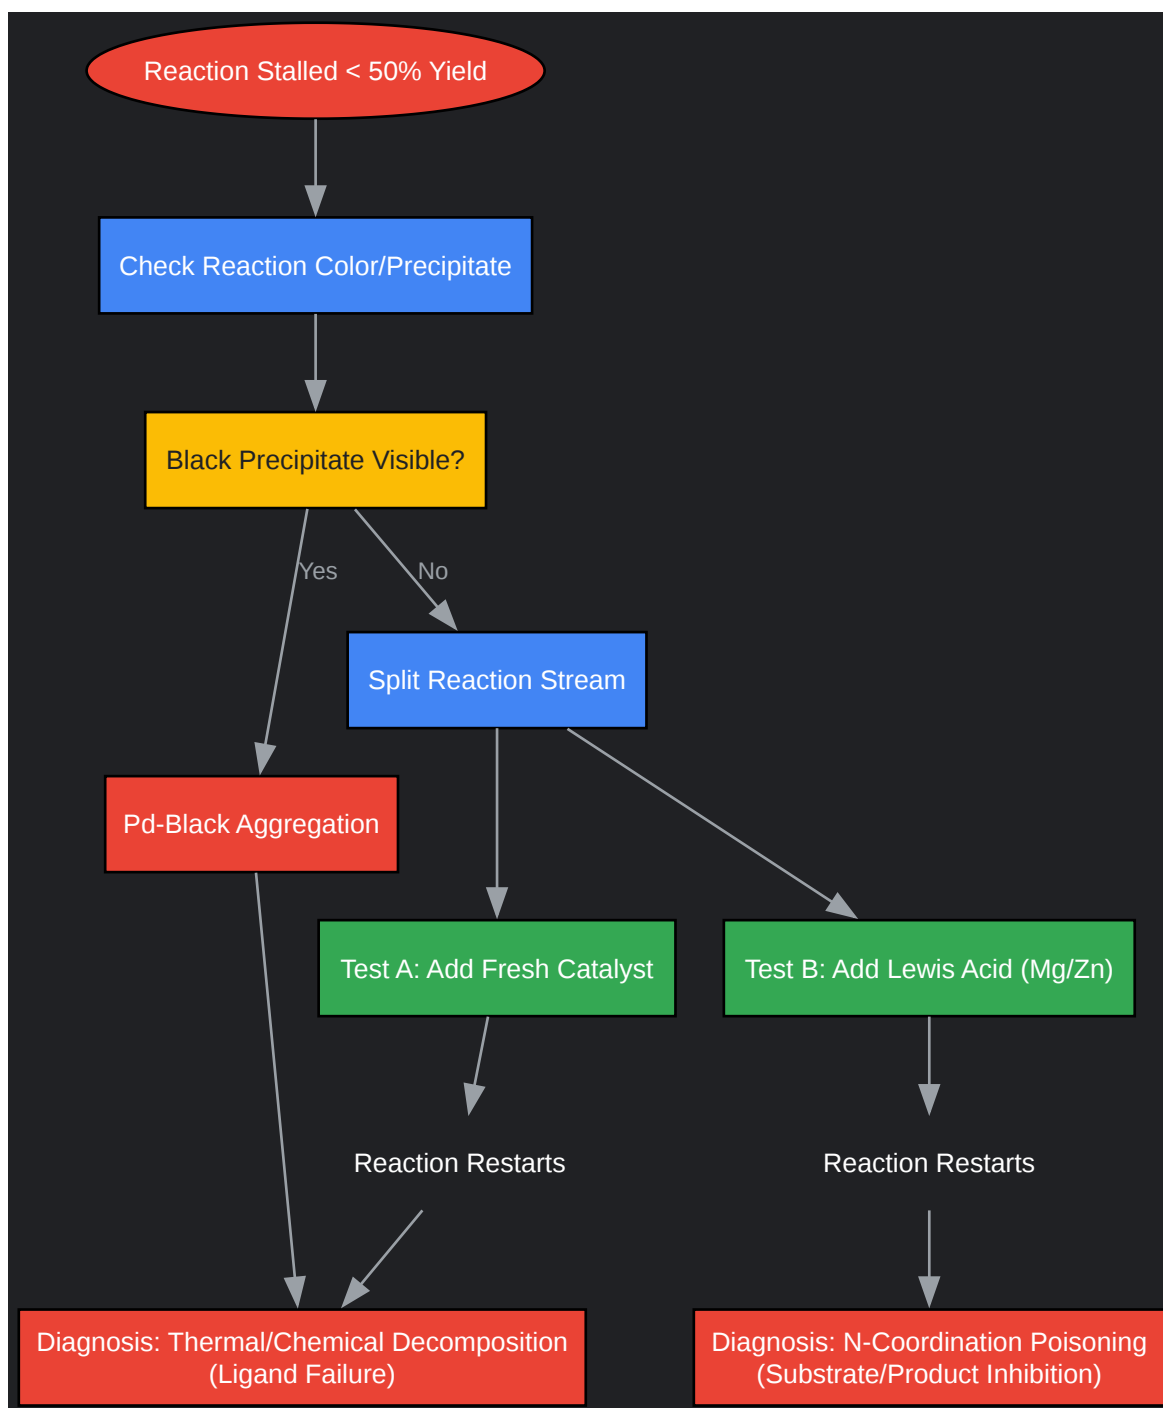 Reaction Stalled < 50% Yield
Check Reaction Color/Precipitate
Black Precipitate Visible?
Yes
No
Split Reaction Stream
Pd-Black Aggregation
Test A: Add Fresh Catalyst
Test B: Add Lewis Acid (Mg/Zn)
Reaction Restarts
Reaction Restarts
Diagnosis: Thermal/Chemical Decomposition
(Ligand Failure)
Diagnosis: N-Coordination Poisoning
(Substrate/Product Inhibition)